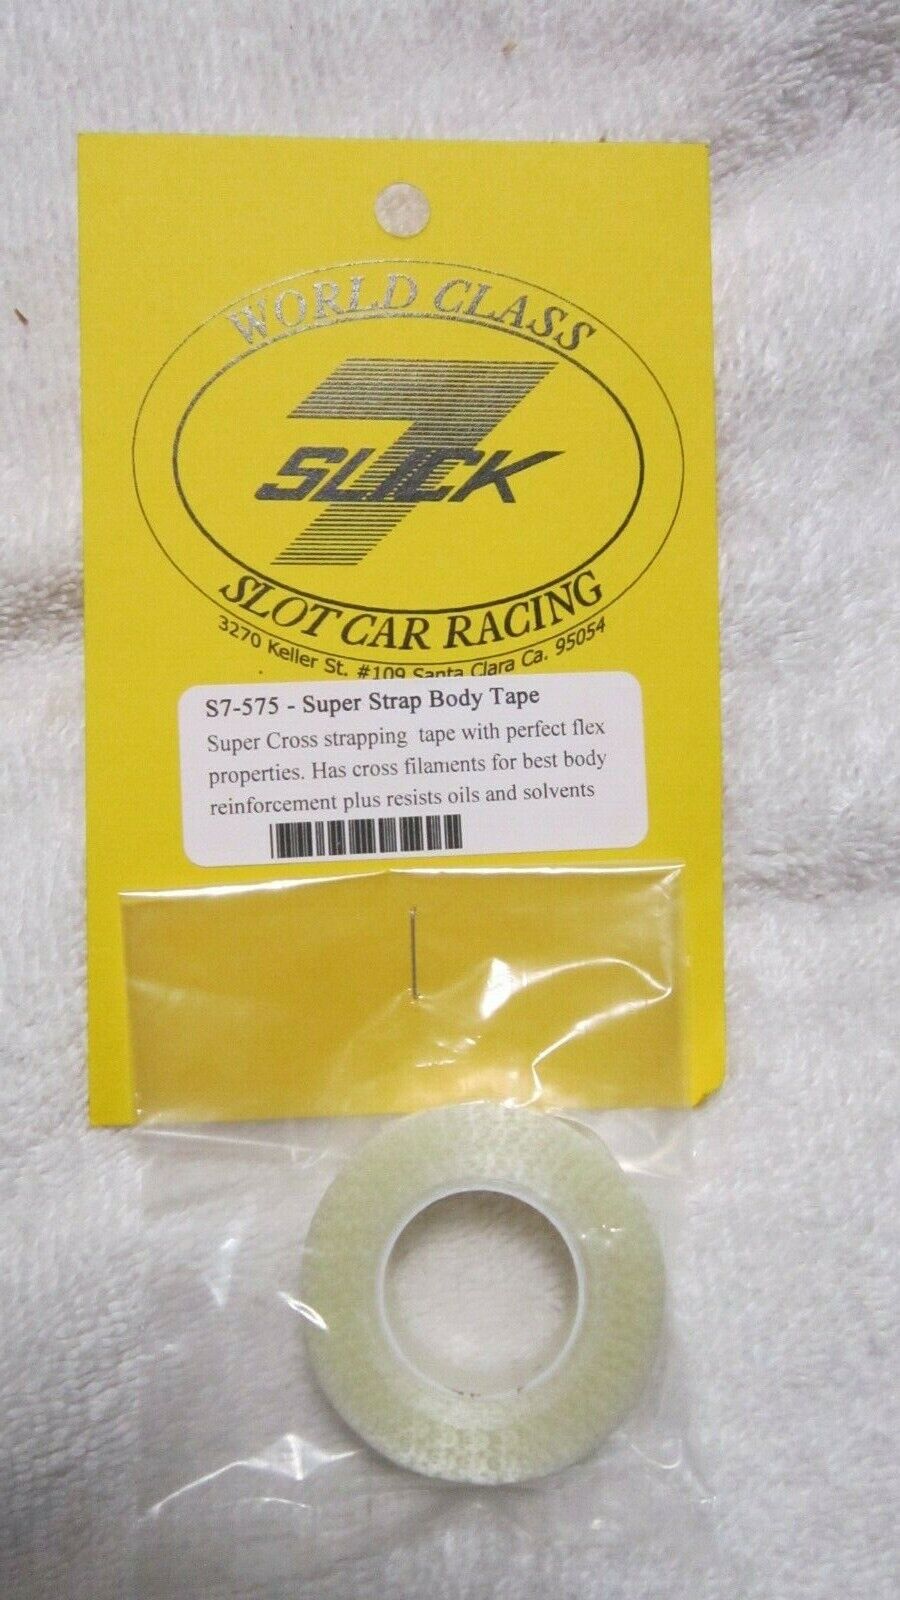 WORLD CLASS
7
SLICK
SLOT CAR RACING
3270 Keller St. #109 Santa Clara Ca. 95054
S7-575 - Super Strap Body Tape
Super Cross strapping tape with perfect flex
properties. Has cross filaments for best body
reinforcement plus resists oils and solvents